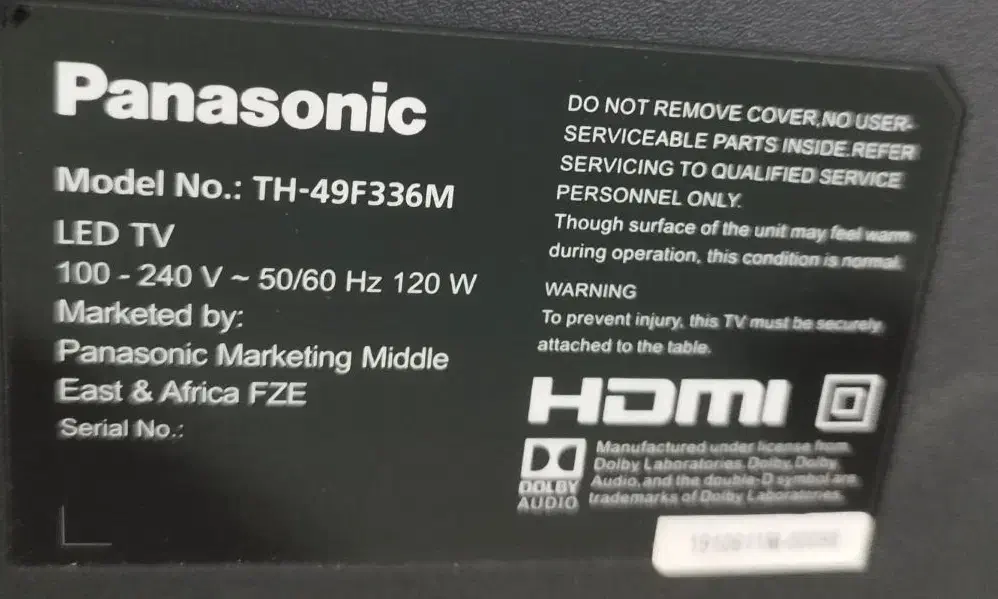 Panasonic
Model No.: TH-49F336M
LED TV
100 - 240 V ~ 50/60 Hz 120 W
Marketed by:
Panasonic Marketing Middle
East & Africa FZE
Serial No.:
DO NOT REMOVE COVER,NO USER-
SERVICEABLE PARTS INSIDE.REFER
SERVICING TO QUALIFIED SERVICE
PERSONNEL ONLY.
Though surface of the unit may feel warm
during operation, this condition is normal.
WARNING
To prevent injury, this TV must be securely
attached to the table.
HDMI
DOLBY
AUDIO
Manufactured under license from
Dolby Laboratories. Dolby, Dolby
Audio, and the double-D symbol are
trademarks of Dolby Laboratories.